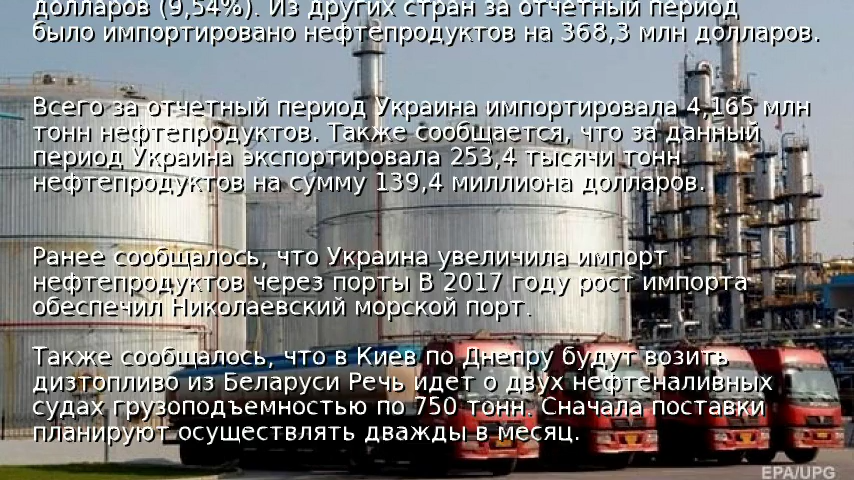 долларов (9,54%). Из других стран за отчетный период
было импортировано нефтепродуктов на 368,3 млн долларов.
Всего за отчетный период Украина импортировала 4,165 млн
тонн нефтепродуктов. Также сообщается, что за данный
период Украина экспортировала 253,4 тысячи тонн
нефтепродуктов на сумму 139,4 миллиона долларов.
Ранее сообщалось, что Украина увеличила импорт
нефтепродуктов через порты В 2017 году рост импорта
обеспечил Николаевский морской порт.
Также сообщалось, что в Киев по Днепру будут возить
дизтопливо из Беларуси Речь идет о двух нефтеналивных
судах грузоподъемностью по 750 тонн. Сначала поставки
планируют осуществлять дважды в месяц.
EPA/UPG